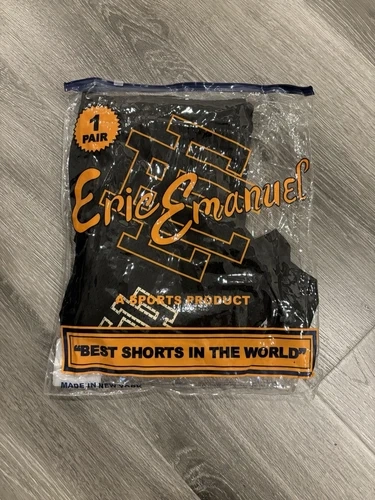 1
PAIR
Eric Emanuel
A SPORTS PRODUCT
"BEST SHORTS IN THE WORLD"
MADE IN NEW YORK